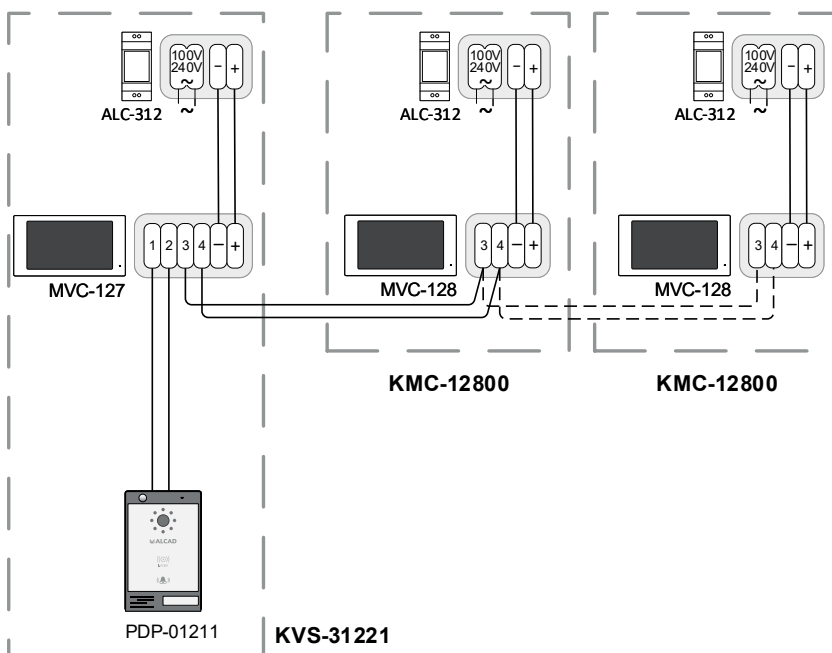 100V
240V
~
- +
ALC-312
~
100V
240V
~
- +
ALC-312
~
100V
240V
~
- +
ALC-312
~
1 2 3 4 - +
MVC-127
3 4 - +
MVC-128
3 4 - +
MVC-128
KMC-12800
KMC-12800
ALCAD
PDP-01211
KVS-31221